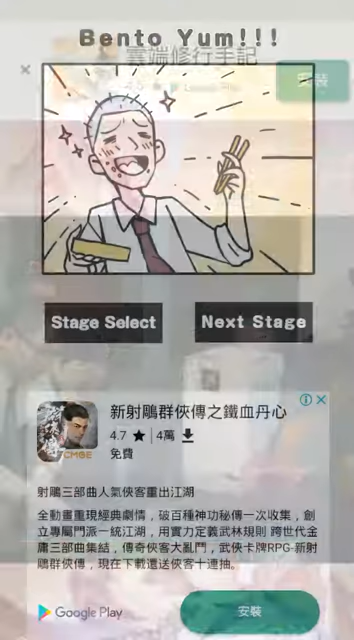 Bento Yum!!!
雲端修行手記
安裝
Stage Select
Next Stage
新射鵰群俠傳之鐵血丹心
4.7 ★ 4萬
免費
CMGE
射鵰三部曲人氣俠客重出江湖
全動畫重現經典劇情，破百種神功秘傳一次收集，創
立專屬門派一統江湖，用實力定義武林規則 跨世代金
庸三部曲集結，傳奇俠客大亂鬥，武俠卡牌RPG-新射
鵰群俠傳，現在下載還送俠客十連抽。
Google Play
安裝